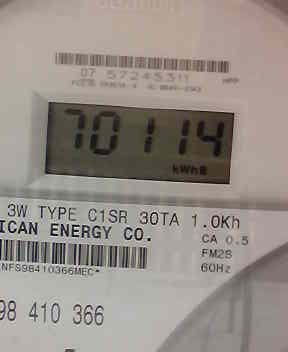 07 57245311
70114
kWh
3W TYPE C1SR 30TA 1.0Kh
ICAN ENERGY CO.
CA 0.5
FM2S
NFS98410366MEC*
60Hz
98 410 366